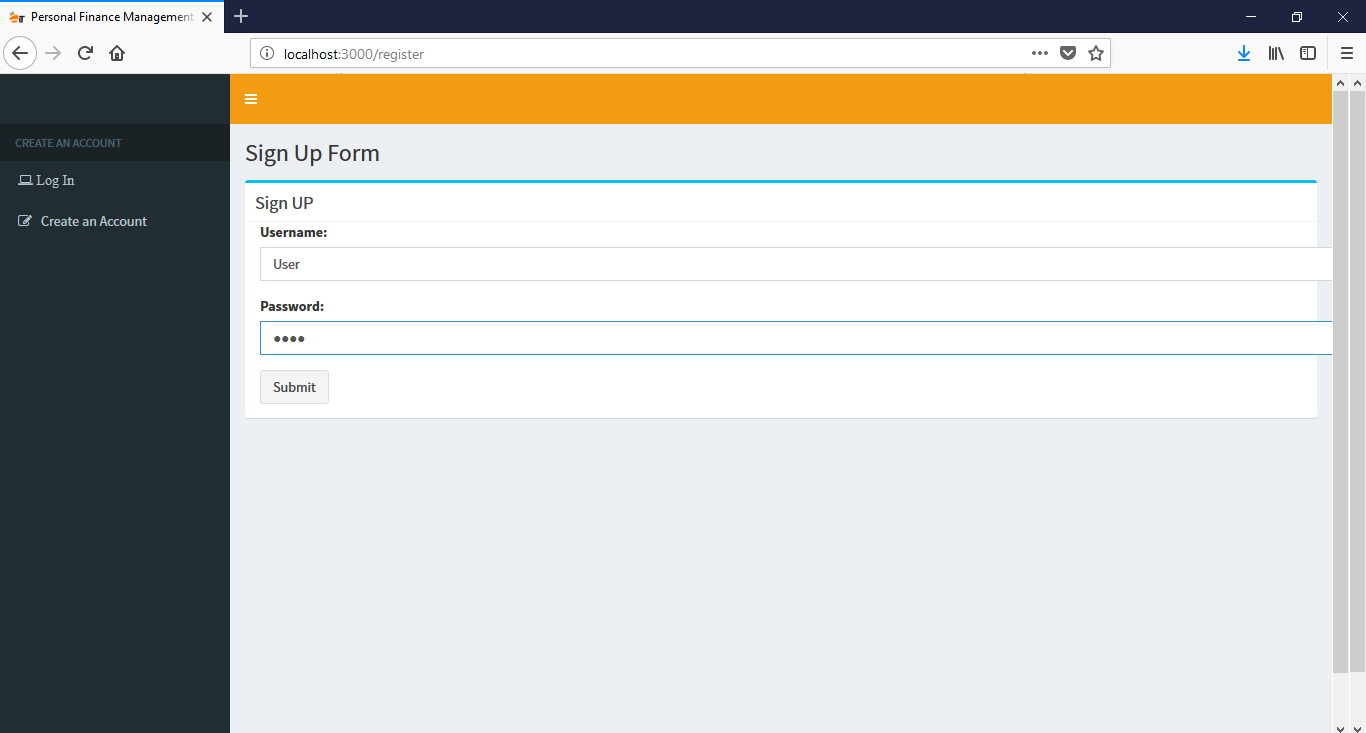 Personal Finance Management
localhost:3000/register
CREATE AN ACCOUNT
Log In
Create an Account
Sign Up Form
Sign UP
Username:
User
Password:
••••
Submit